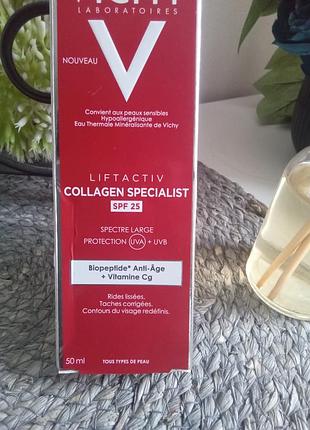 VICHY
LABORATOIRES
NOUVEAU
V
Convient aux peaux sensibles
Hypoallergénique
Eau Thermale Minéralisante de Vichy
LIFTACTIV
COLLAGEN SPECIALIST
SPF 25
SPECTRE LARGE
PROTECTION UVA + UVB
Biopeptide* Anti-Âge
+ Vitamine Cg
Rides lissées.
Taches corrigées.
Contours du visage redéfinis.
50 ml
TOUS TYPES DE PEAU